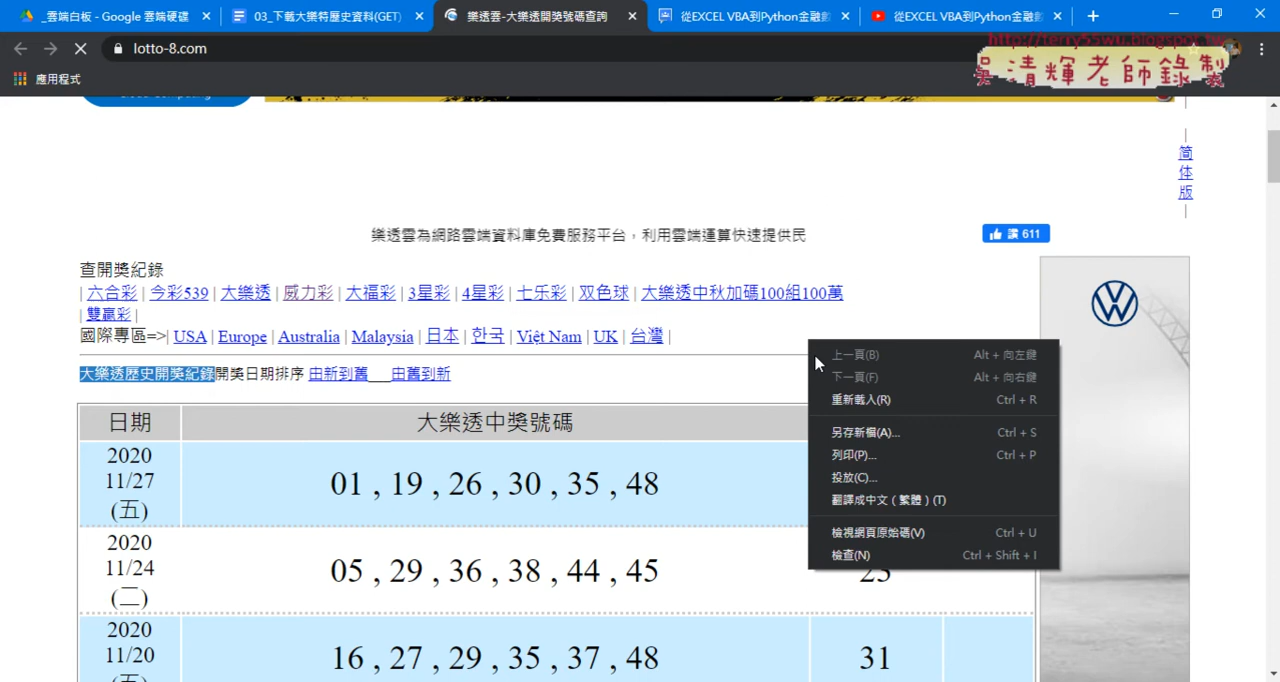 _雲端白板 - Google 雲端硬碟
03_下載大樂特歷史資料(GET)
樂透雲-大樂透開獎號碼查詢
從EXCEL VBA到Python金融
從EXCEL VBA到Python金融
lotto-8.com
http://terry55wu.blogspot.tw
吳清輝老師錄製
應用程式
简体版
樂透雲為網路雲端資料庫免費服務平台，利用雲端運算快速提供民
讚 611
查開獎紀錄
| 六合彩 | 今彩539 | 大樂透 | 威力彩 | 大福彩 | 3星彩 | 4星彩 | 七乐彩 | 双色球 | 大樂透中秋加碼100組100萬
| 雙贏彩 |
國際專區=>| USA | Europe | Australia | Malaysia | 日本 | 한국 | Việt Nam | UK | 台灣 |
大樂透歷史開獎紀錄開獎日期排序 由新到舊___由舊到新
上一頁(B) Alt + 向左鍵
下一頁(F) Alt + 向右鍵
重新載入(R) Ctrl + R
另存新檔(A)... Ctrl + S
列印(P)... Ctrl + P
投放(C)...
翻譯成中文 ( 繁體 ) (T)
檢視網頁原始碼(V) Ctrl + U
檢查(N) Ctrl + Shift + I
日期 大樂透中獎號碼
2020
11/27
(五)
01 , 19 , 26 , 30 , 35 , 48
2020
11/24
(二)
05 , 29 , 36 , 38 , 44 , 45
25
2020
11/20
16 , 27 , 29 , 35 , 37 , 48
31